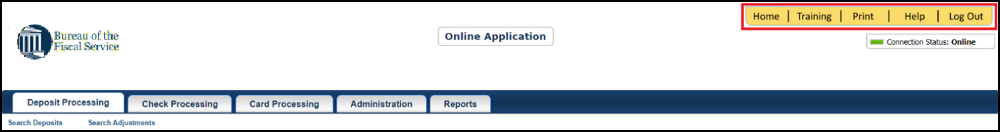 Home | Training | Print | Help | Log Out
Bureau of the
Fiscal Service
Online Application
Connection Status: Online
Deposit Processing Check Processing Card Processing Administration Reports
Search Deposits Search Adjustments